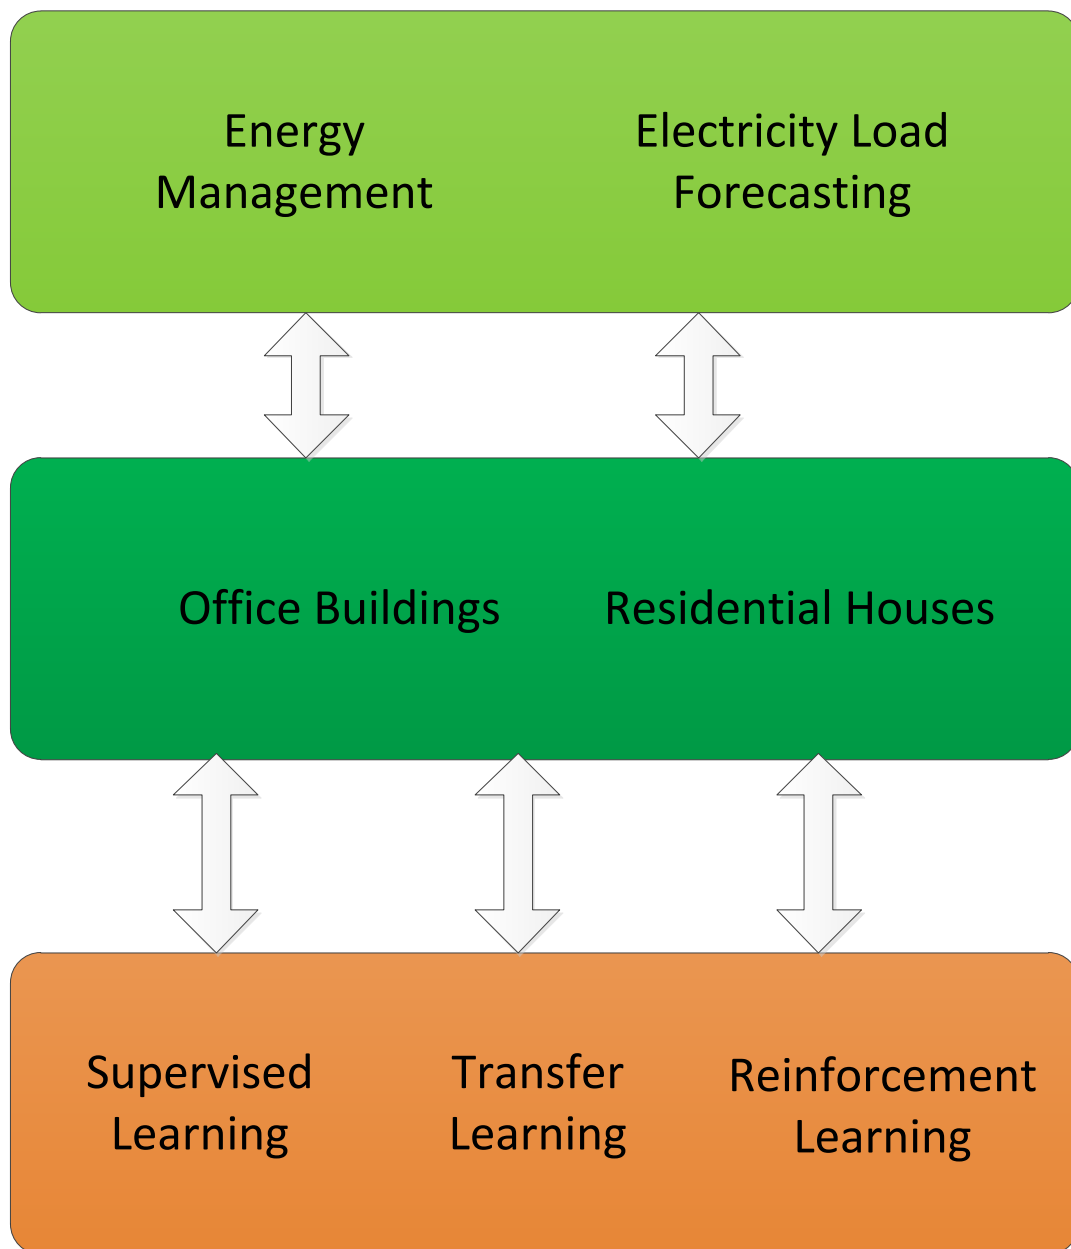 Energy
Management
Electricity Load
Forecasting
Office Buildings
Residential Houses
Supervised
Learning
Transfer
Learning
Reinforcement
Learning